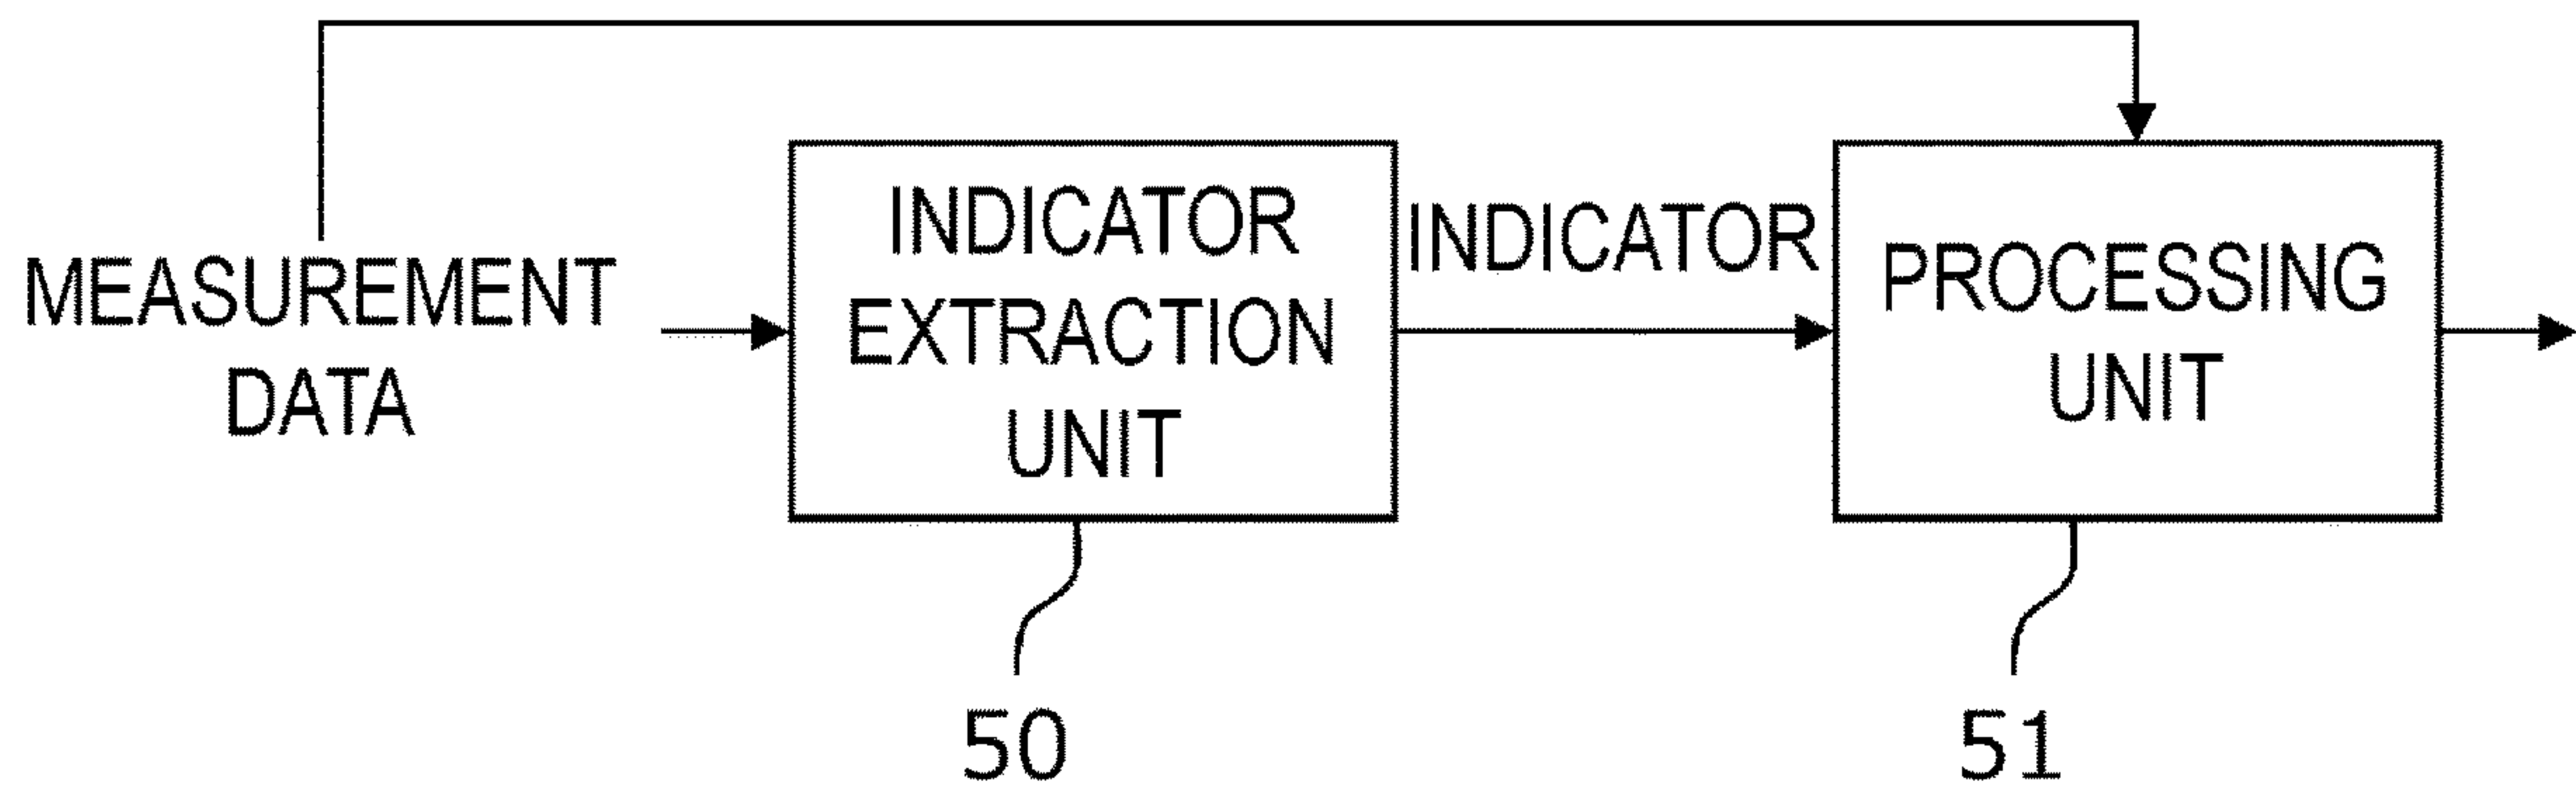 MEASUREMENT
DATA
INDICATOR
EXTRACTION
UNIT
INDICATOR
PROCESSING
UNIT
50
51